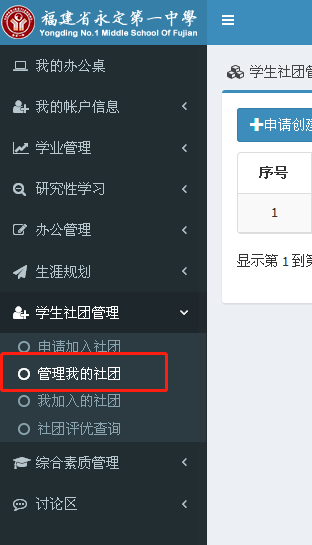 福建省永定第一中學
Yongding No.1 Middle School Of Fujian
我的办公桌
我的帐户信息
学业管理
研究性学习
办公管理
生涯规划
学生社团管理
申请加入社团
管理我的社团
我加入的社团
社团评优查询
综合素质管理
讨论区
学生社团管
申请创建
序号
1
显示第 1 到第